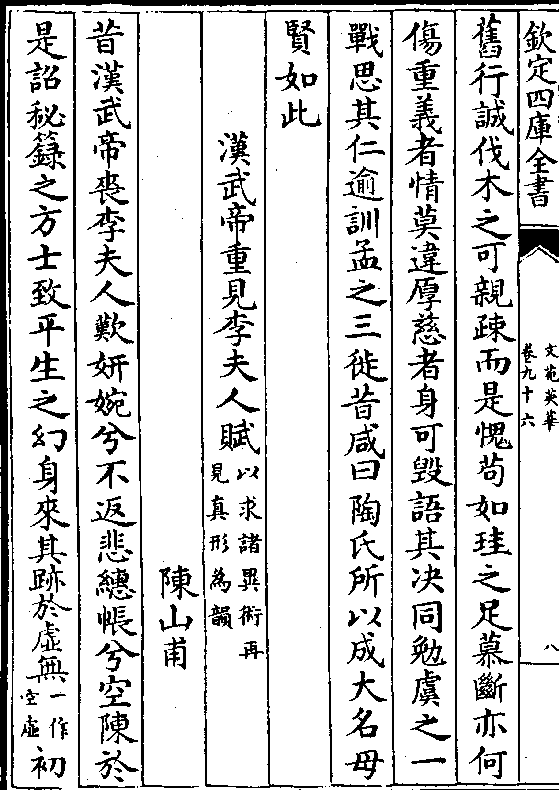 欽定四庫全書
文苑英華
卷九十六
八
舊行誠伐木之可親疎而是愧苟如珪之足慕斷亦何
傷重義者情莫違厚慈者身可毁語其决同勉虞之一
戰思其仁逾訓孟之三徙昔咸曰陶氏所以成大名母
賢如此
漢武帝重見李夫人賦以求諸異術再
見真形為韻
陳山甫
昔漢武帝喪李夫人歎妍婉兮不返悲繐帳兮空陳於
是詔秘籙之方士致平生之幻身來其跡於虛無一作
空虛初